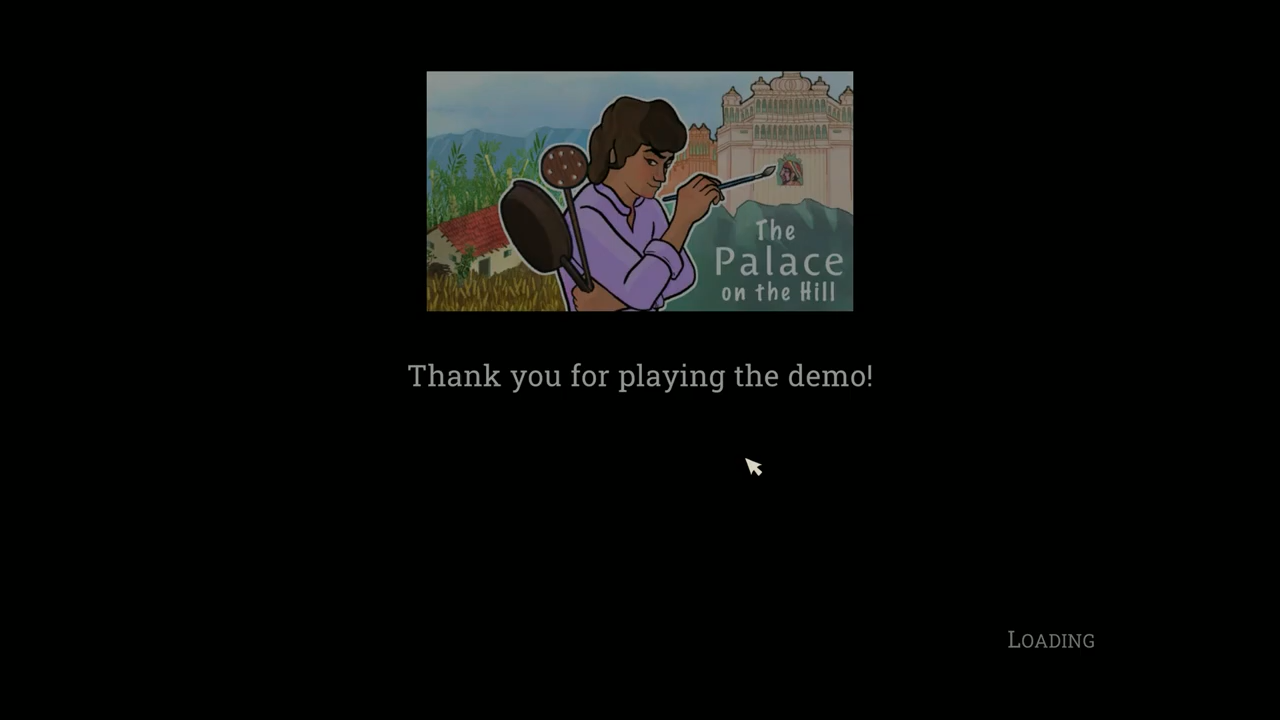 The
Palace
on the Hill
Thank you for playing the demo!
LOADING